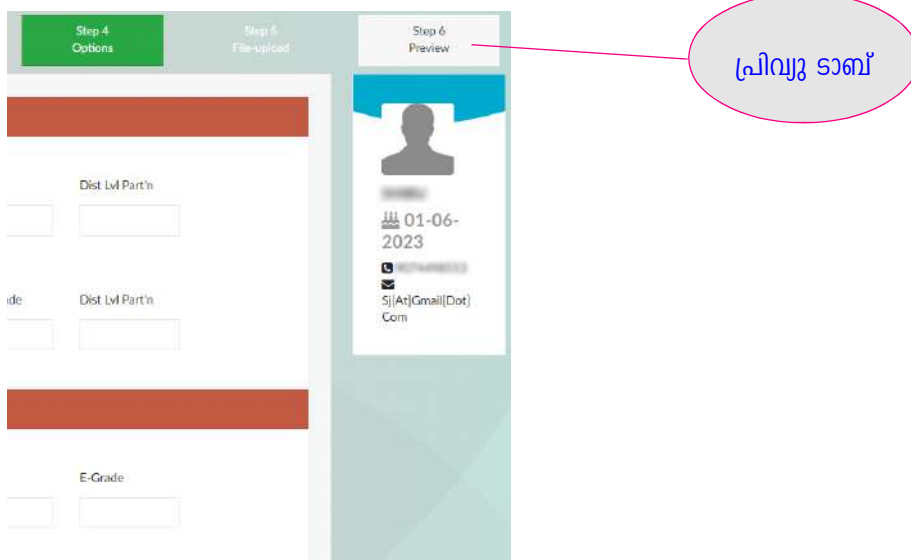 Step 4
Options
Step 5
File-upload
Step 6
Preview
പ്രിവ്യു ടാബ്
Dist Lvl Part'n
01-06-
2023
Dist Lvl Part'n
Sj[At]Gmail[Dot]
Com
E-Grade